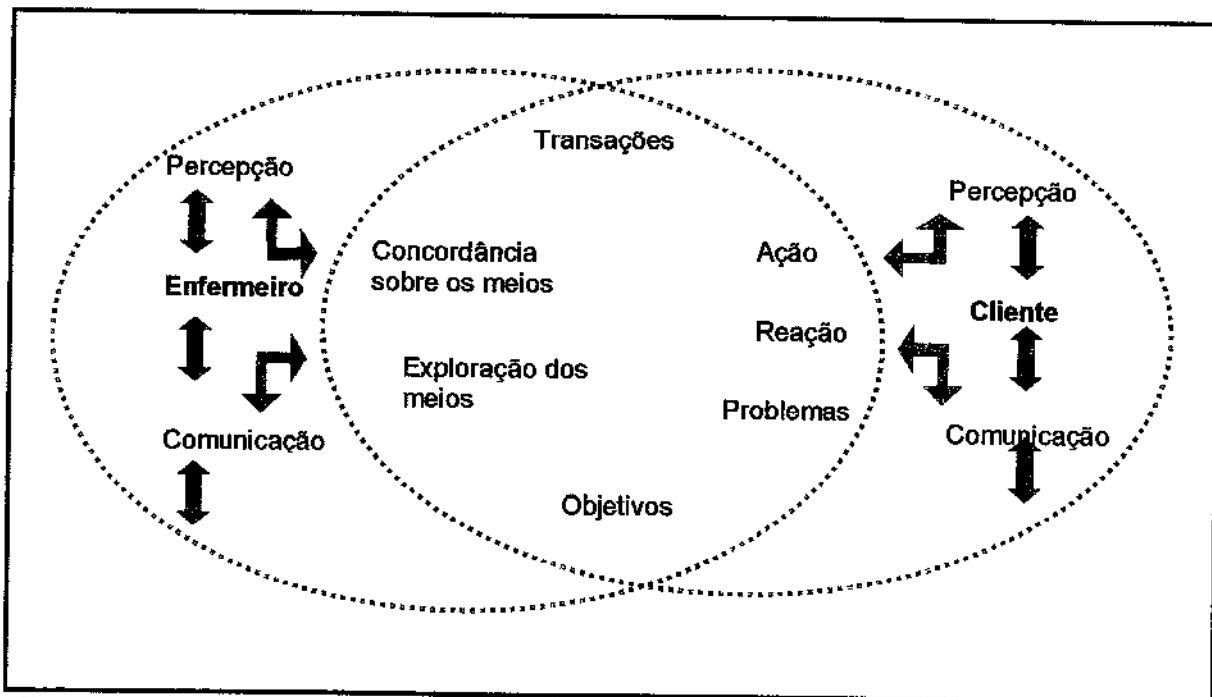 Transações
Percepção
Percepção
Concordância
sobre os meios
Ação
Enfermeiro
Cliente
Reação
Exploração dos
meios
Problemas
Comunicação
Comunicação
Objetivos